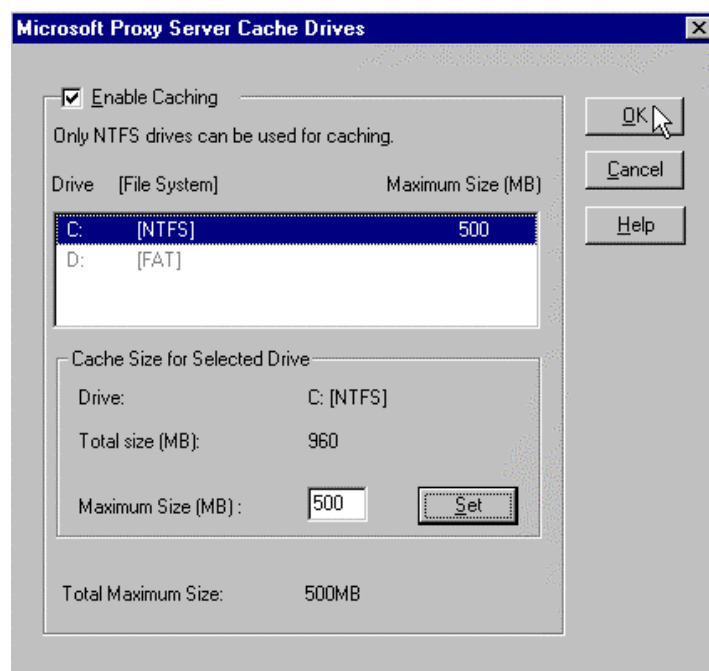 Microsoft Proxy Server Cache Drives
Enable Caching
OK
Only NTFS drives can be used for caching.
Cancel
Drive [File System] Maximum Size (MB)
Help
C: [NTFS] 500
D: [FAT]
Cache Size for Selected Drive
Drive: C: [NTFS]
Total size (MB): 960
Maximum Size (MB) : 500 Set
Total Maximum Size: 500MB